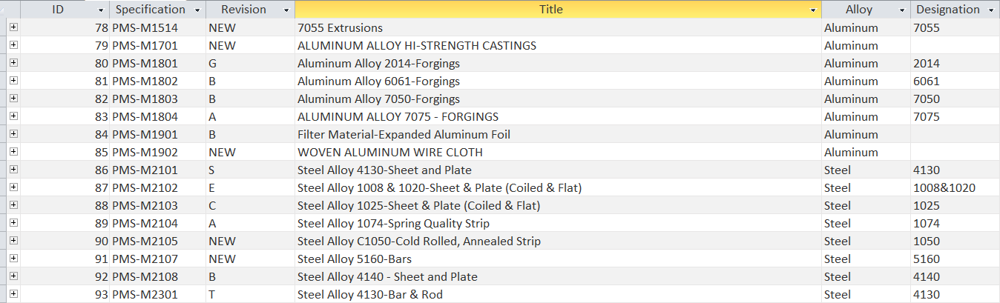 ID Specification Revision Title Alloy Designation
78 PMS-M1514 NEW 7055 Extrusions Aluminum 7055
79 PMS-M1701 NEW ALUMINUM ALLOY HI-STRENGTH CASTINGS Aluminum
80 PMS-M1801 G Aluminum Alloy 2014-Forgings Aluminum 2014
81 PMS-M1802 B Aluminum Alloy 6061-Forgings Aluminum 6061
82 PMS-M1803 B Aluminum Alloy 7050-Forgings Aluminum 7050
83 PMS-M1804 A ALUMINUM ALLOY 7075 - FORGINGS Aluminum 7075
84 PMS-M1901 B Filter Material-Expanded Aluminum Foil Aluminum
85 PMS-M1902 NEW WOVEN ALUMINUM WIRE CLOTH Aluminum
86 PMS-M2101 S Steel Alloy 4130-Sheet and Plate Steel 4130
87 PMS-M2102 E Steel Alloy 1008 & 1020-Sheet & Plate (Coiled & Flat) Steel 1008&1020
88 PMS-M2103 C Steel Alloy 1025-Sheet & Plate (Coiled & Flat) Steel 1025
89 PMS-M2104 A Steel Alloy 1074-Spring Quality Strip Steel 1074
90 PMS-M2105 NEW Steel Alloy C1050-Cold Rolled, Annealed Strip Steel 1050
91 PMS-M2107 NEW Steel Alloy 5160-Bars Steel 5160
92 PMS-M2108 B Steel Alloy 4140 - Sheet and Plate Steel 4140
93 PMS-M2301 T Steel Alloy 4130-Bar & Rod Steel 4130